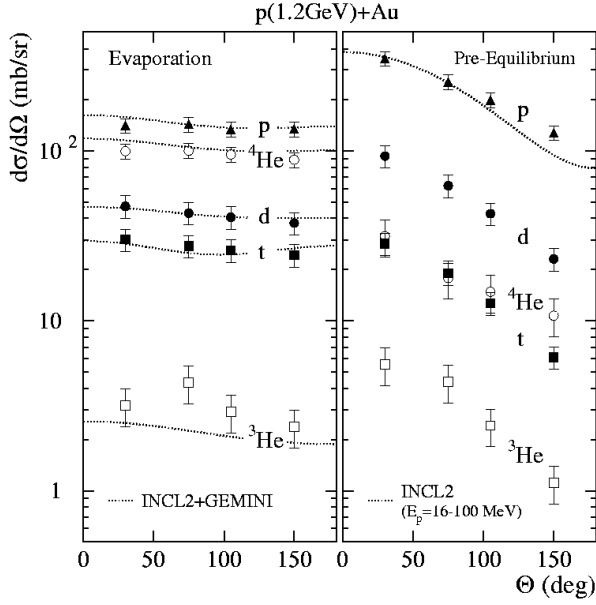 p(1.2GeV)+Au
Evaporation
Pre-Equilibrium
dσ/dΩ (mb/sr)
10²
10
1
p
⁴He
d
t
³He
p
d
⁴He
t
³He
INCL2+GEMINI
INCL2
(Eₚ=16-100 MeV)
0 50 100 150
0 50 100 150
Θ (deg)